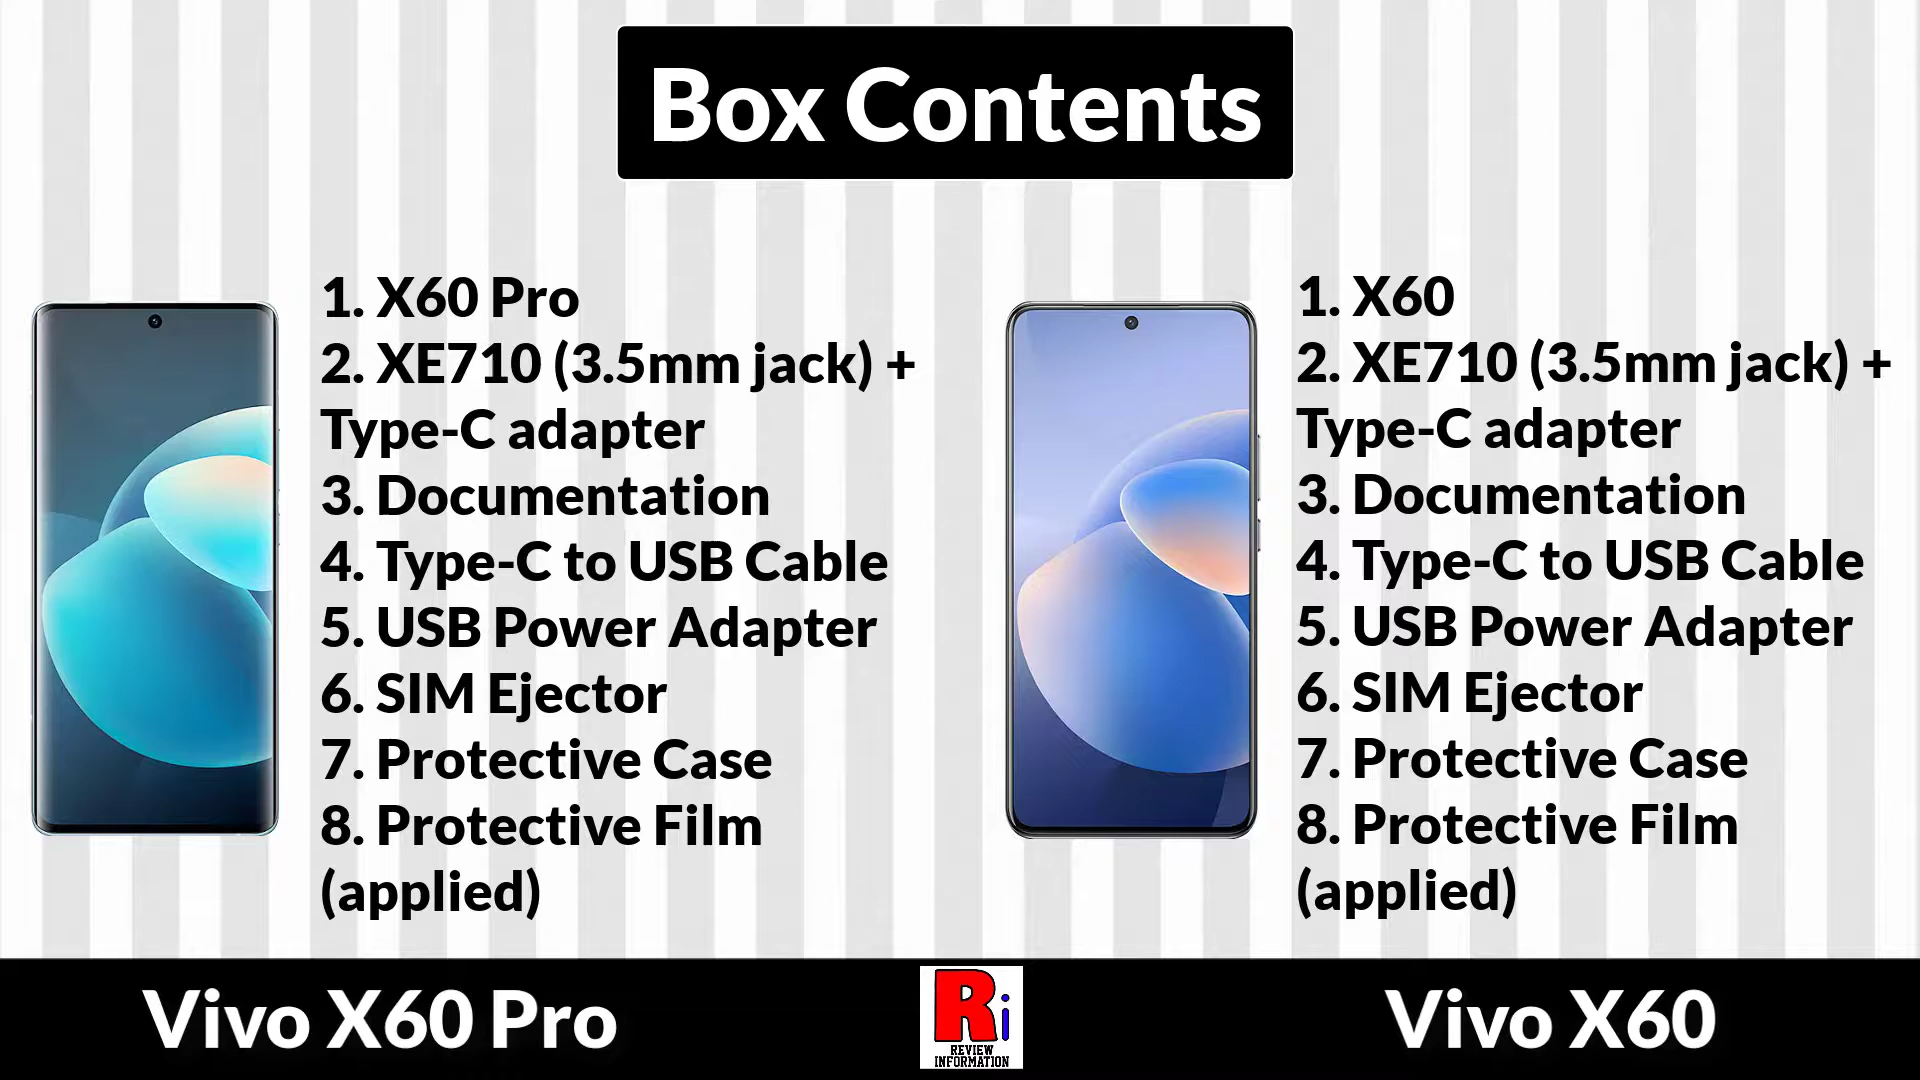 Box Contents
1. X60 Pro
2. XE710 (3.5mm jack) +
Type-C adapter
3. Documentation
4. Type-C to USB Cable
5. USB Power Adapter
6. SIM Ejector
7. Protective Case
8. Protective Film
(applied)
1. X60
2. XE710 (3.5mm jack) +
Type-C adapter
3. Documentation
4. Type-C to USB Cable
5. USB Power Adapter
6. SIM Ejector
7. Protective Case
8. Protective Film
(applied)
Vivo X60 Pro
Ri
REVIEW
INFORMATION
Vivo X60